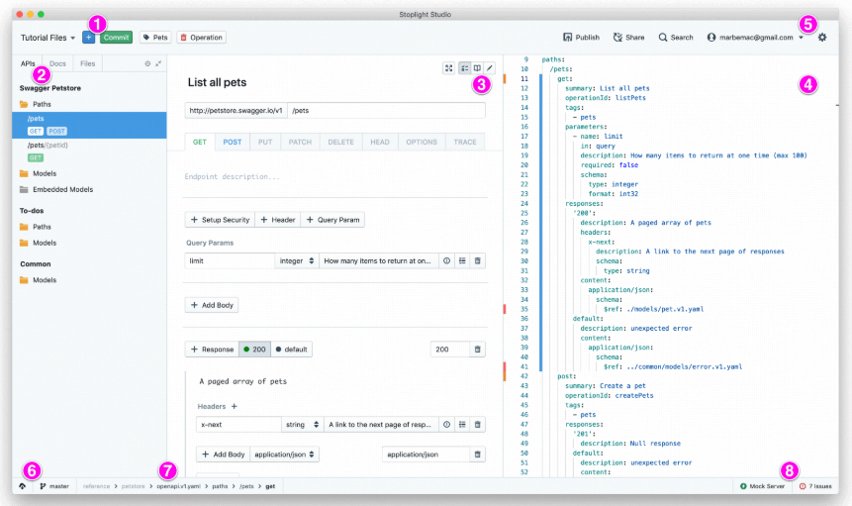 Stoplight Studio
1
5
Tutorial Files
+ Commit
Pets
Operation
Publish
Share
Search
marbemac@gmail.com
APIs
Docs
Files
2
Swagger Petstore
Paths
/pets
GET POST
/pets/{petId}
GET
Models
Embedded Models
To-dos
Paths
Models
Common
Models
3
List all pets
http://petstore.swagger.io/v1
/pets
GET POST PUT PATCH DELETE HEAD OPTIONS TRACE
Endpoint description...
+ Setup Security
+ Header
+ Query Param
Query Params
limit
integer
How many items to return at on...
+ Add Body
+ Response
200
default
200
A paged array of pets
Headers +
x-next
string
A link to the next page of resp...
+ Add Body
application/json
application/json
4
9 paths:
10 /pets:
11 get:
12 summary: List all pets
13 operationId: listPets
14 tags:
15 - pets
16 parameters:
17 - name: limit
18 in: query
19 description: How many items to return at one time (max 100)
20 required: false
21 schema:
22 type: integer
23 format: int32
24 responses:
25 '200':
26 description: A paged array of pets
27 headers:
28 x-next:
29 description: A link to the next page of responses
30 schema:
31 type: string
32 content:
33 application/json:
34 schema:
35 $ref: ./models/pet.v1.yaml
36 default:
37 description: unexpected error
38 content:
39 application/json:
40 schema:
41 $ref: ../common/models/error.v1.yaml
42 post:
43 summary: Create a pet
44 operationId: createPets
45 tags:
46 - pets
47 responses:
48 '201':
49 description: Null response
50 default:
51 description: unexpected error
52 content:
6
7
8
master
reference > petstore > openapi.v1.yaml > paths > /pets > get
Mock Server
7 Issues